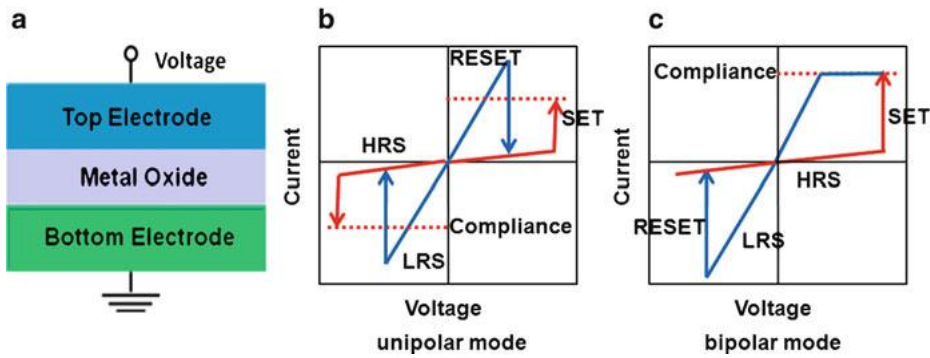 a
Voltage
Top Electrode
Metal Oxide
Bottom Electrode
b
RESET
SET
HRS
Compliance
LRS
Current
Voltage
unipolar mode
c
Compliance
SET
HRS
RESET
LRS
Current
Voltage
bipolar mode